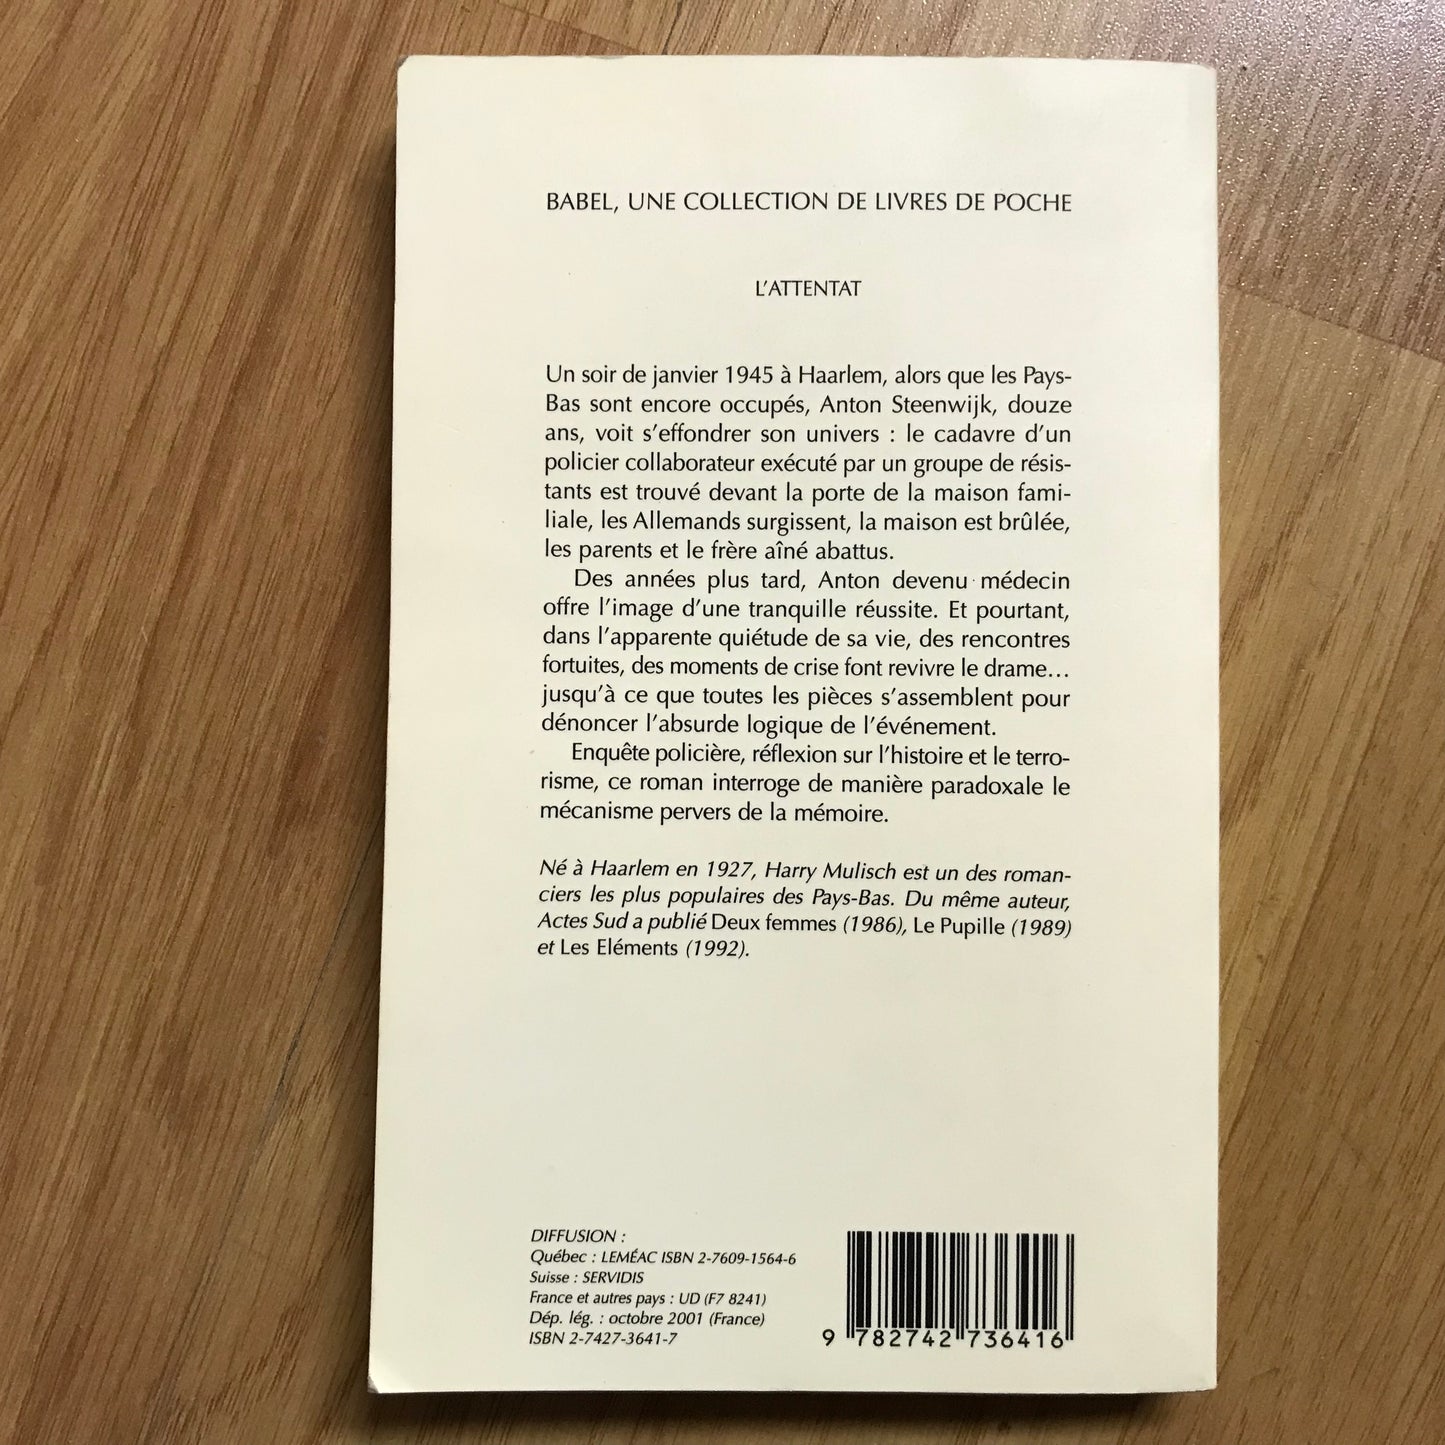 BABEL, UNE COLLECTION DE LIVRES DE POCHE
L'ATTENTAT
Un soir de janvier 1945 à Haarlem, alors que les Pays-
Bas sont encore occupés, Anton Steenwijk, douze
ans, voit s'effondrer son univers : le cadavre d'un
policier collaborateur exécuté par un groupe de résis-
tants est trouvé devant la porte de la maison fami-
liale, les Allemands surgissent, la maison est brûlée,
les parents et le frère aîné abattus.
Des années plus tard, Anton devenu médecin
offre l'image d'une tranquille réussite. Et pourtant,
dans l'apparente quiétude de sa vie, des rencontres
fortuites, des moments de crise font revivre le drame…
jusqu'à ce que toutes les pièces s'assemblent pour
dénoncer l'absurde logique de l'événement.
Enquête policière, réflexion sur l'histoire et le terro-
risme, ce roman interroge de manière paradoxale le
mécanisme pervers de la mémoire.
Né à Haarlem en 1927, Harry Mulisch est un des roman-
ciers les plus populaires des Pays-Bas. Du même auteur,
Actes Sud a publié Deux femmes (1986), Le Pupille (1989)
et Les Eléments (1992).
DIFFUSION :
Québec : LEMÉAC ISBN 2-7609-1564-6
Suisse : SERVIDIS
France et autres pays : UD (F7 8241)
Dép. lég. : octobre 2001 (France)
ISBN 2-7427-3641-7
9 782742 736416